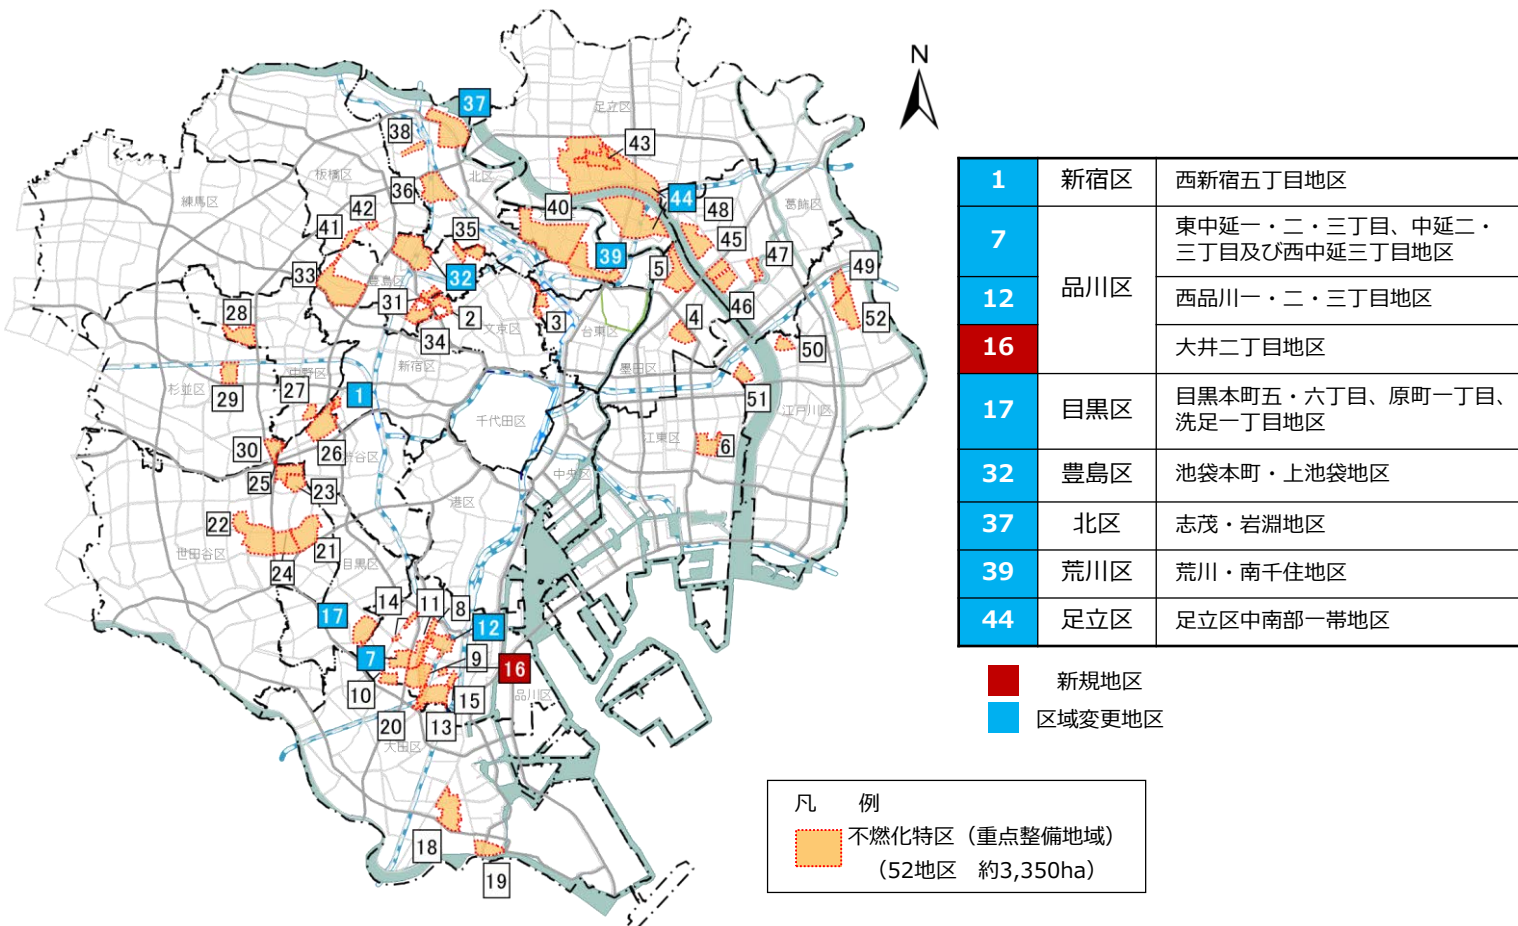 N
37
足立区
38
43
板橋区
北区
練馬区
36
44
48
40
葛飾区
42
41
35
45
39
47
5
49
33
32
豊島区
31
46
2
3
4
52
28
文京区
台東区
34
50
新宿区
墨田区
中野区
杉並区
29
27
1
51
江戸川区
千代田区
江東区
6
30
26
渋谷区
25
中央区
23
港区
22
世田谷区
21
目黒区
24
14
11
8
17
12
7
9
16
10
15
品川区
20
13
大田区
18
19
1 新宿区 西新宿五丁目地区
7 品川区 東中延一・二・三丁目、中延二・
三丁目及び西中延三丁目地区
12 西品川一・二・三丁目地区
16 大井二丁目地区
17 目黒区 目黒本町五・六丁目、原町一丁目、
洗足一丁目地区
32 豊島区 池袋本町・上池袋地区
37 北区 志茂・岩淵地区
39 荒川区 荒川・南千住地区
44 足立区 足立区中南部一帯地区
新規地区
区域変更地区
凡 例
不燃化特区（重点整備地域）
（52地区 約3,350ha）